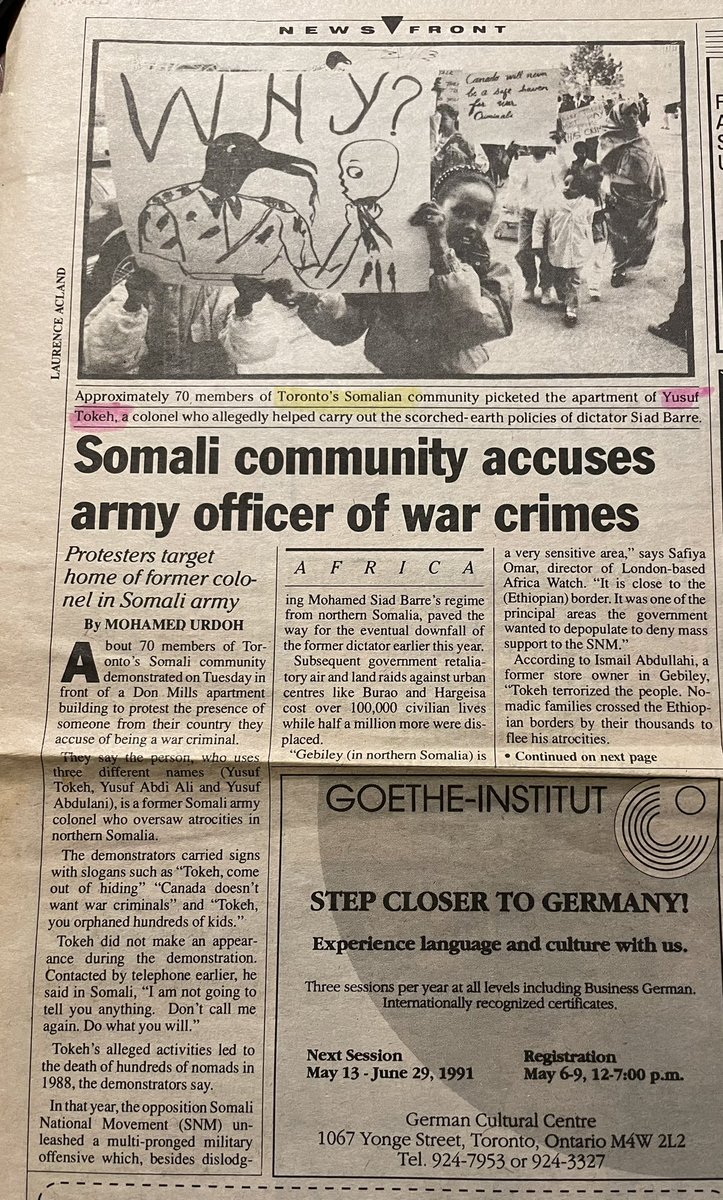 NEWS FRONT
WHY?
Canada will never
be a safe haven
for war
Criminals
LAURENCE ACLAND
Approximately 70 members of Toronto's Somalian community picketed the apartment of Yusuf
Tokeh, a colonel who allegedly helped carry out the scorched-earth policies of dictator Siad Barre.
Somali community accuses
army officer of war crimes
Protesters target
home of former colo-
nel in Somali army
By MOHAMED URDOH
About 70 members of Tor-
onto's Somali community
demonstrated on Tuesday in
front of a Don Mills apartment
building to protest the presence of
someone from their country they
accuse of being a war criminal.
They say the person, who uses
three different names (Yusuf
Tokeh, Yusuf Abdi Ali and Yusuf
Abdulani), is a former Somali army
colonel who oversaw atrocities in
northern Somalia.
The demonstrators carried signs
with slogans such as "Tokeh, come
out of hiding" "Canada doesn't
want war criminals" and "Tokeh,
you orphaned hundreds of kids."
Tokeh did not make an appear-
ance during the demonstration.
Contacted by telephone earlier, he
said in Somali, "I am not going to
tell you anything. Don't call me
again. Do what you will."
Tokeh's alleged activities led to
the death of hundreds of nomads in
1988, the demonstrators say.
In that year, the opposition Somali
National Movement (SNM) un-
leashed a multi-pronged military
offensive which, besides dislodg-
AFRICA
ing Mohamed Siad Barre's regime
from northern Somalia, paved the
way for the eventual downfall of
the former dictator earlier this year.
Subsequent government retalia-
tory air and land raids against urban
centres like Burao and Hargeisa
cost over 100,000 civilian lives
while half a million more were dis-
placed.
"Gebiley (in northern Somalia) is
a very sensitive area," says Safiya
Omar, director of London-based
Africa Watch. "It is close to the
(Ethiopian) border. It was one of the
principal areas the government
wanted to depopulate to deny mass
support to the SNM."
According to Ismail Abdullahi, a
former store owner in Gebiley,
"Tokeh terrorized the people. No-
madic families crossed the Ethiop-
ian borders by their thousands to
flee his atrocities.
• Continued on next page
GOETHE-INSTITUT
STEP CLOSER TO GERMANY!
Experience language and culture with us.
Three sessions per year at all levels including Business German.
Internationally recognized certificates.
Next Session
May 13 - June 29, 1991
Registration
May 6-9, 12-7:00 p.m.
German Cultural Centre
1067 Yonge Street, Toronto, Ontario M4W 2L2
Tel. 924-7953 or 924-3327